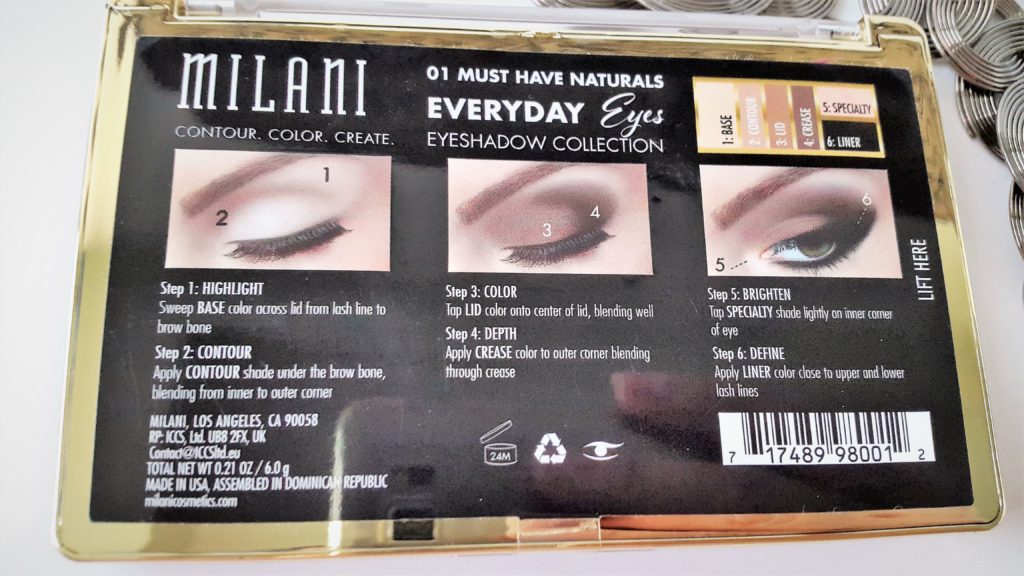 MILANI
CONTOUR. COLOR. CREATE.
01 MUST HAVE NATURALS
EVERYDAY Eyes
EYESHADOW COLLECTION
1: BASE
2: CONTOUR
3: LID
4: CREASE
5: SPECIALTY
6: LINER
1
2
3
4
5
6
LIFT HERE
Step 1: HIGHLIGHT
Sweep BASE color across lid from lash line to
brow bone
Step 2: CONTOUR
Apply CONTOUR shade under the brow bone,
blending from inner to outer corner
Step 3: COLOR
Tap LID color onto center of lid, blending well
Step 4: DEPTH
Apply CREASE color to outer corner blending
through crease
Step 5: BRIGHTEN
Tap SPECIALTY shade lightly on inner corner
of eye
Step 6: DEFINE
Apply LINER color close to upper and lower
lash lines
MILANI, LOS ANGELES, CA 90058
RP: ICCS, Ltd. UB8 2FX, UK
Contact@ICCSltd.eu
TOTAL NET WT 0.21 OZ / 6.0 g
MADE IN USA, ASSEMBLED IN DOMINICAN REPUBLIC
milanicosmetics.com
24M
7 17489 98001 2